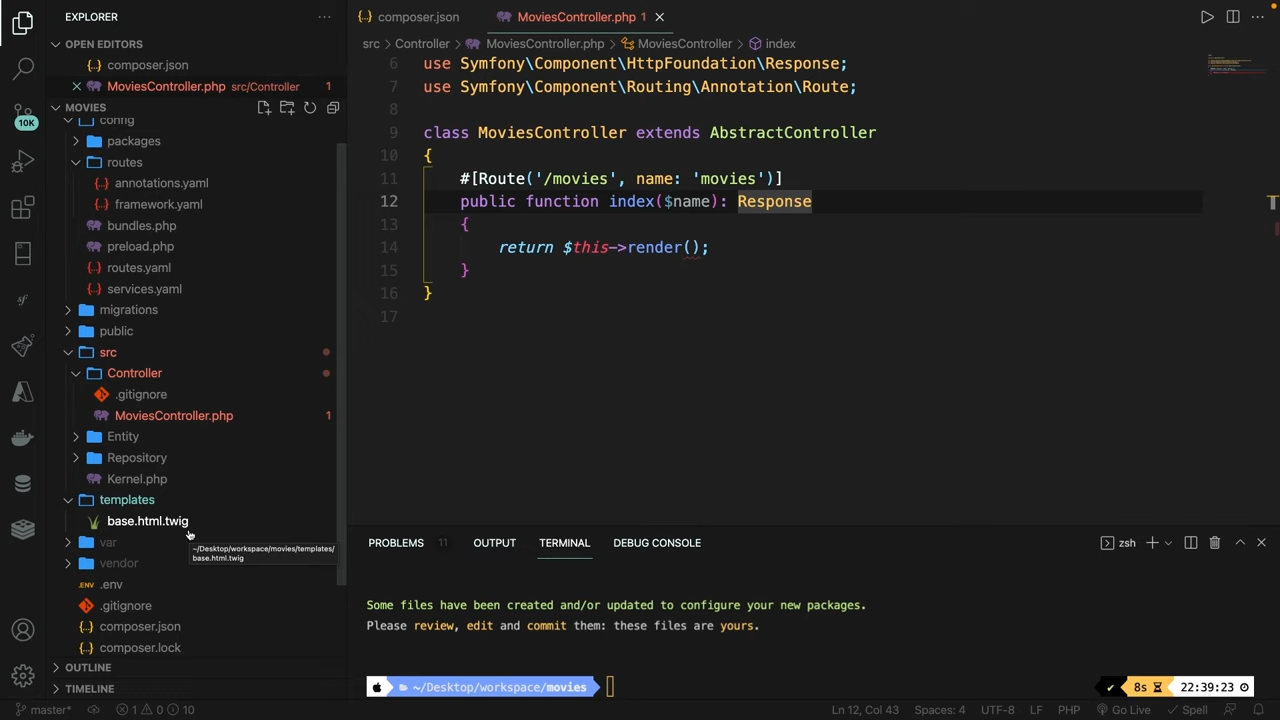 EXPLORER
composer.json
MoviesController.php 1
OPEN EDITORS
composer.json
MoviesController.php src/Controller 1
MOVIES
config
packages
routes
annotations.yaml
framework.yaml
bundles.php
preload.php
routes.yaml
services.yaml
migrations
public
src
Controller
.gitignore
MoviesController.php 1
Entity
Repository
Kernel.php
templates
base.html.twig
~/Desktop/workspace/movies/templates/
base.html.twig
var
vendor
.ENV .env
.gitignore
composer.json
composer.lock
OUTLINE
TIMELINE
10K
sf
src > Controller > MoviesController.php > MoviesController > index
6 use Symfony\Component\HttpFoundation\Response;
7 use Symfony\Component\Routing\Annotation\Route;
8
9 class MoviesController extends AbstractController
10 {
11 #[Route('/movies', name: 'movies')]
12 public function index($name): Response
13 {
14 return $this->render();
15 }
16 }
17
PROBLEMS 11 OUTPUT TERMINAL DEBUG CONSOLE
zsh
Some files have been created and/or updated to configure your new packages.
Please review, edit and commit them: these files are yours.
~/Desktop/workspace/movies
8s 22:39:23
master* 1 0 10 Ln 12, Col 43 Spaces: 4 UTF-8 LF PHP Go Live Spell